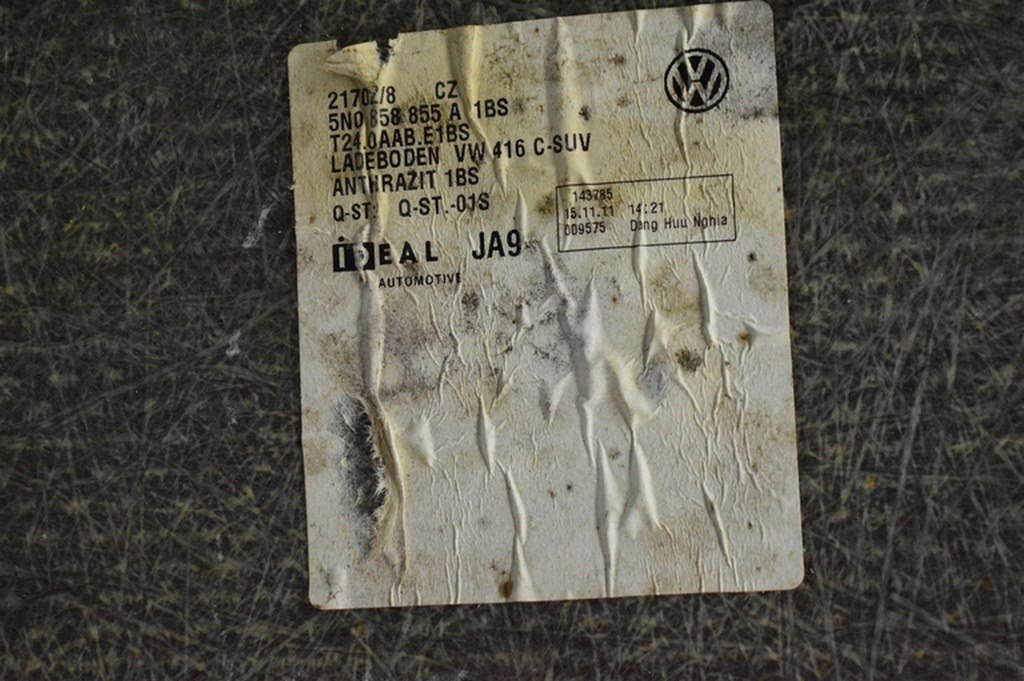 21702/8 CZ
5N0 858 855 A 1BS
T24.0AAB.E1BS
LADEBODEN VW 416 C-SUV
ANTHRAZIT 1BS
Q-ST: Q-ST.-01S
143785
15.11.11 14:21
009575 Dang Huu Nghia
iDEAL JA9
AUTOMOTIVE
VW